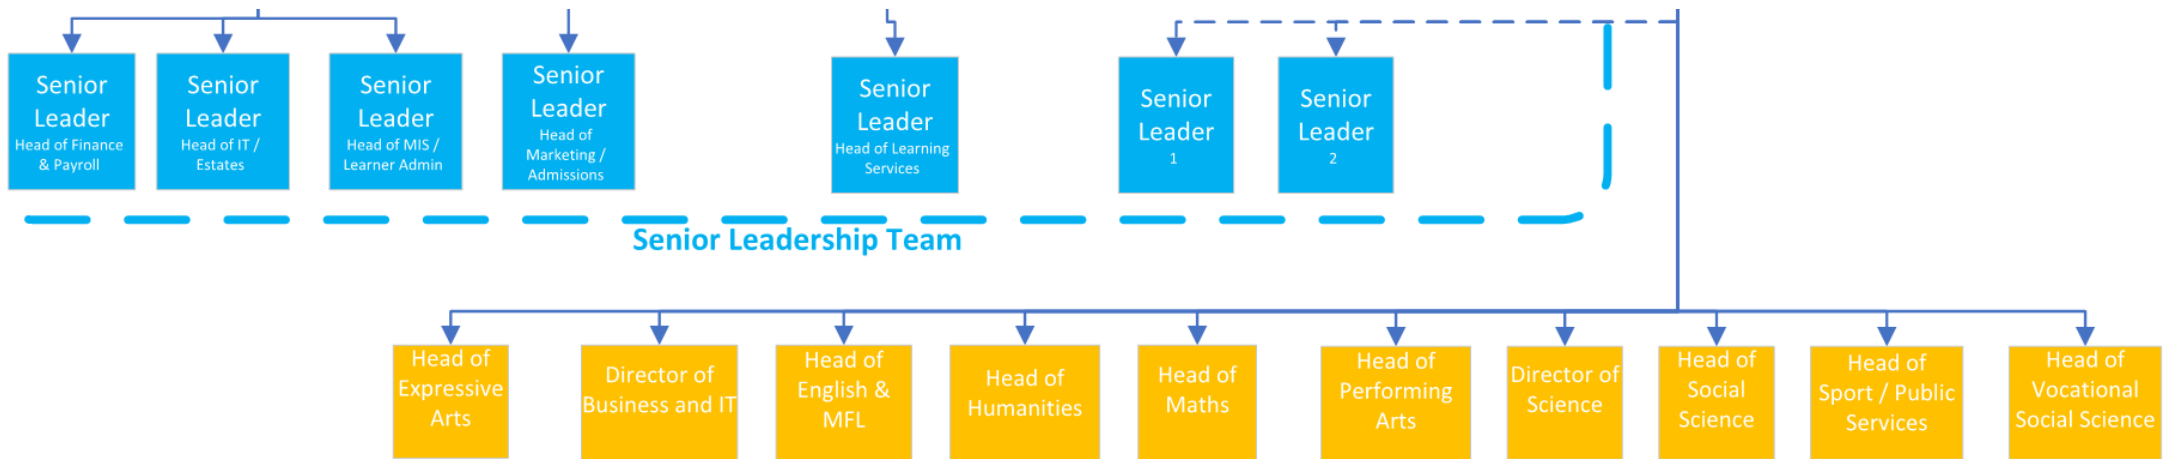 Senior
Leader
Head of Finance
& Payroll
Senior
Leader
Head of IT /
Estates
Senior
Leader
Head of MIS /
Learner Admin
Senior
Leader
Head of
Marketing /
Admissions
Senior
Leader
Head of Learning
Services
Senior
Leader
1
Senior
Leader
2
Senior Leadership Team
Head of
Expressive
Arts
Director of
Business and IT
Head of
English &
MFL
Head of
Humanities
Head of
Maths
Head of
Performing
Arts
Director of
Science
Head of
Social
Science
Head of
Sport / Public
Services
Head of
Vocational
Social Science